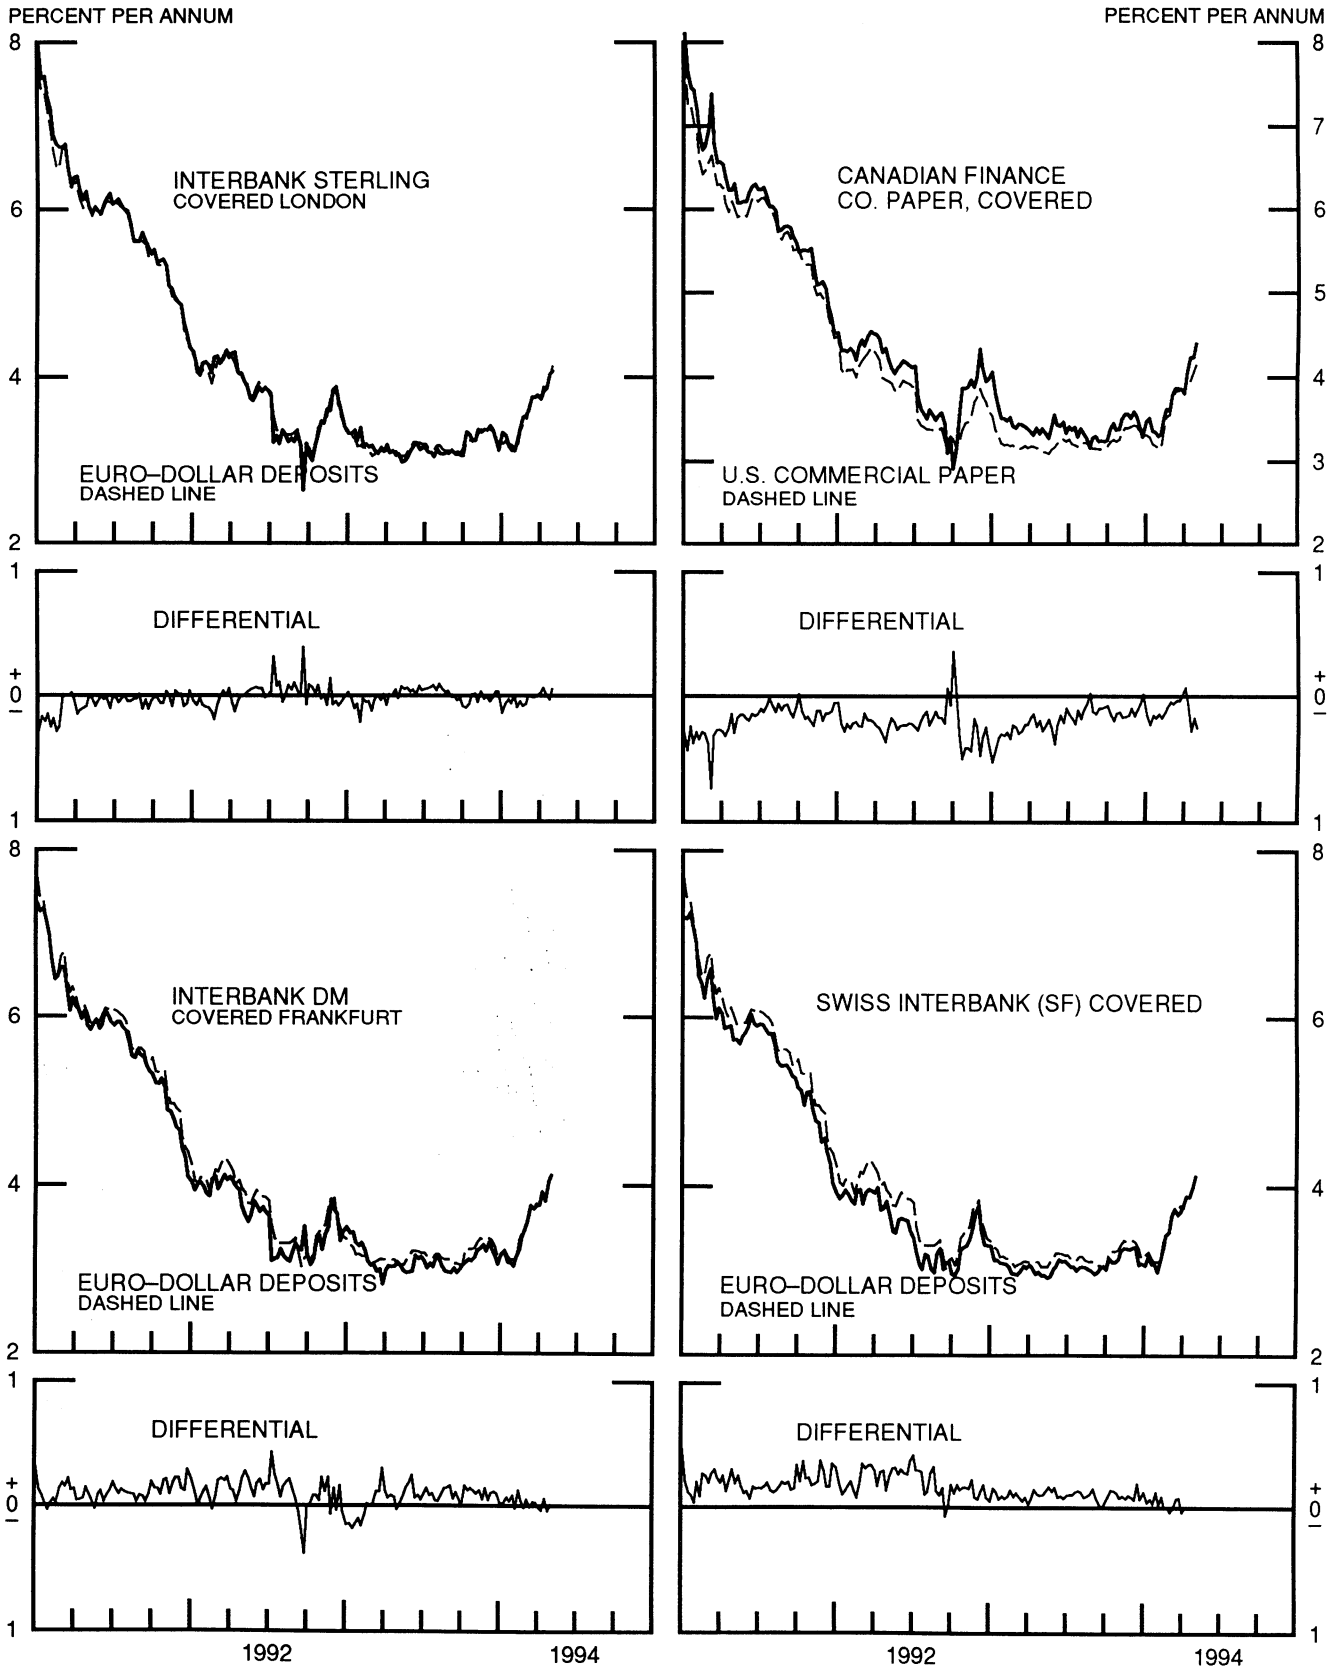 PERCENT PER ANNUM
PERCENT PER ANNUM
8
INTERBANK STERLING
COVERED LONDON
6
4
EURO–DOLLAR DEPOSITS
DASHED LINE
2
8
7
CANADIAN FINANCE
CO. PAPER, COVERED
6
5
4
3
U.S. COMMERCIAL PAPER
DASHED LINE
2
1
DIFFERENTIAL
+
0
–
1
1
DIFFERENTIAL
+
0
–
1
8
INTERBANK DM
COVERED FRANKFURT
6
4
EURO–DOLLAR DEPOSITS
DASHED LINE
2
8
SWISS INTERBANK (SF) COVERED
6
4
EURO–DOLLAR DEPOSITS
DASHED LINE
2
1
DIFFERENTIAL
+
0
–
1
1992
1994
1
DIFFERENTIAL
+
0
–
1
1992
1994